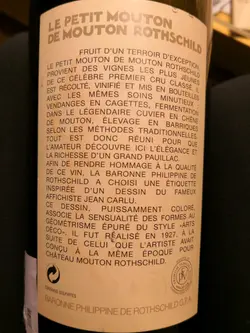 LE PETIT MOUTON
DE MOUTON ROTHSCHILD
FRUIT D'UN TERROIR D'EXCEPTION,
LE PETIT MOUTON DE MOUTON ROTHSCHILD
PROVIENT DES VIGNES LES PLUS JEUNES
DE CE CÉLÈBRE PREMIER CRU CLASSÉ. IL
EST RÉCOLTÉ, VINIFIÉ ET MIS EN BOUTEILLES
AVEC LES MÊMES SOINS MINUTIEUX :
VENDANGES EN CAGETTES, FERMENTATION
DANS LE LÉGENDAIRE CUVIER EN CHÊNE
DE MOUTON, ÉLEVAGE EN BARRIQUES
SELON LES MÉTHODES TRADITIONNELLES.
TOUT EST DONC RÉUNI POUR QUE
L'AMATEUR DÉCOUVRE ICI L'ÉLÉGANCE ET
LA RICHESSE D'UN GRAND PAUILLAC.
AFIN DE RENDRE HOMMAGE À LA QUALITÉ
DE CE VIN, LA BARONNE PHILIPPINE DE
ROTHSCHILD A CHOISI UNE ÉTIQUETTE
INSPIRÉE D'UN DESSIN DU FAMEUX
AFFICHISTE JEAN CARLU.
CE DESSIN, PUISSAMMENT COLORÉ,
ASSOCIE LA SENSUALITÉ DES FORMES AU
GÉOMÉTRISME ÉPURÉ DU STYLE «ARTS
DÉCO». IL FUT RÉALISÉ EN 1927, À LA
SUITE DE CELUI QUE L'ARTISTE AVAIT
CONÇU À LA MÊME ÉPOQUE POUR
CHÂTEAU MOUTON ROTHSCHILD.
BARONNE PHILIPPINE DE ROTHSCHILD G.F.A.